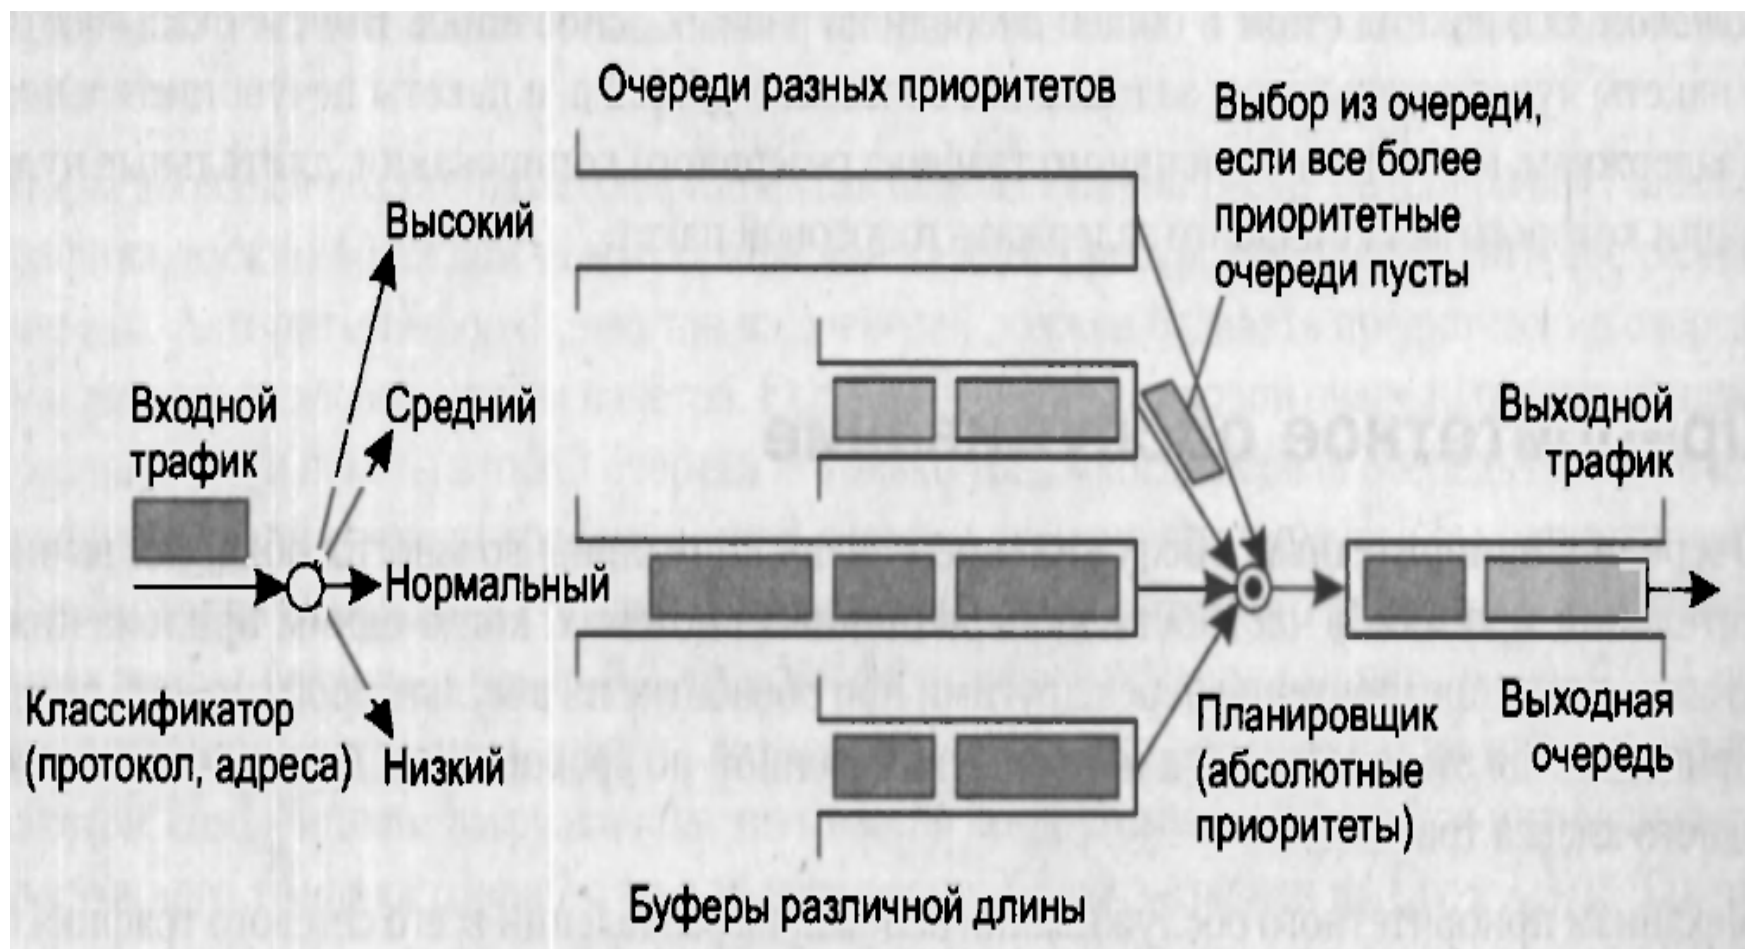 Очереди разных приоритетов
Выбор из очереди,
если все более
приоритетные
очереди пусты
Высокий
Входной
трафик
Средний
Выходной
трафик
Нормальный
Классификатор
(протокол, адреса)
Низкий
Планировщик
(абсолютные
приоритеты)
Выходная
очередь
Буферы различной длины